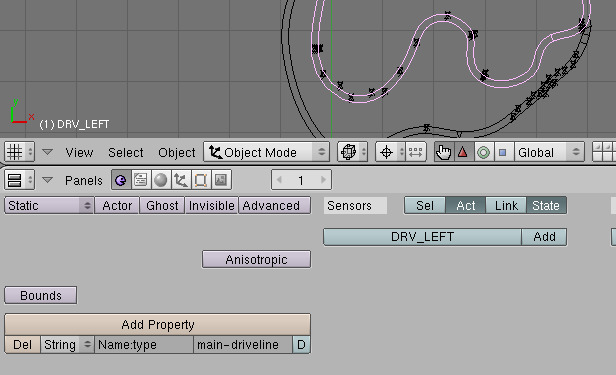 x
(1) DRV_LEFT
View Select Object Object Mode Global
Panels 1
Static Actor Ghost Invisible Advanced Sensors Sel Act Link State
DRV_LEFT Add
Anisotropic
Bounds
Add Property
Del String Name:type main-driveline D